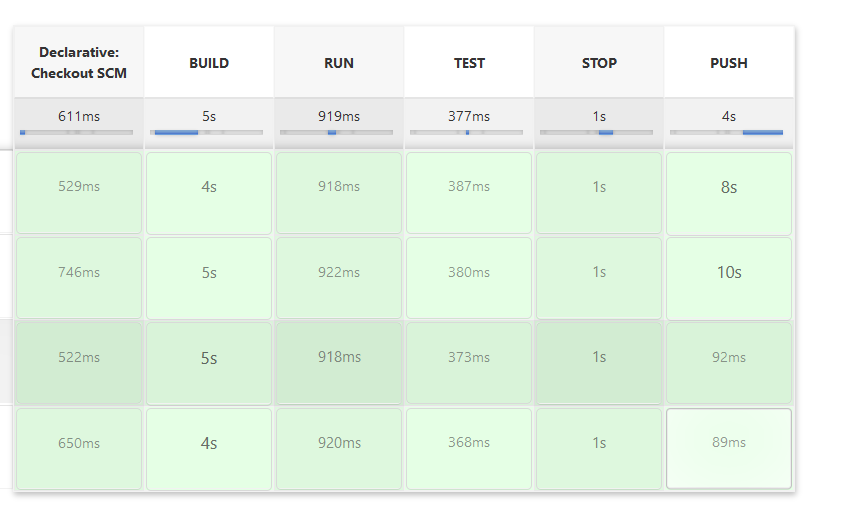 Declarative:
Checkout SCM
BUILD
RUN
TEST
STOP
PUSH
611ms
5s
919ms
377ms
1s
4s
529ms
4s
918ms
387ms
1s
8s
746ms
5s
922ms
380ms
1s
10s
522ms
5s
918ms
373ms
1s
92ms
650ms
4s
920ms
368ms
1s
89ms